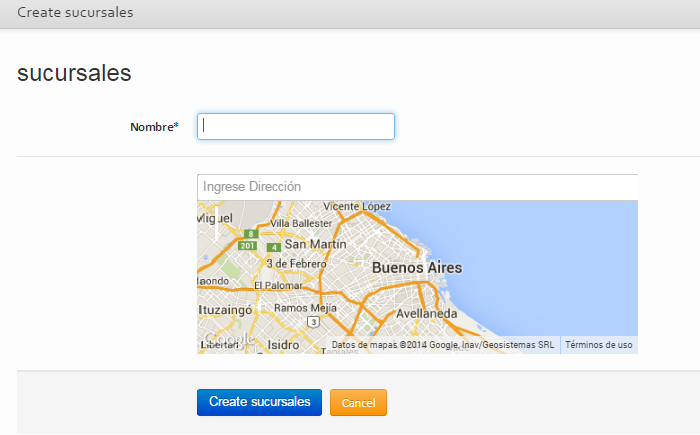 Create sucursales
sucursales
Nombre*
Ingrese Dirección
Vicente López
Miguel
Villa Ballester
8
201
4
San Martín
3 de Febrero
Buenos Aires
El Palomar
Ituzaingó
Ramos Mejía
Avellaneda
3
Libertad
Isidro
Google
Datos de mapas ©2014 Google, Inav/Geosistemas SRL
Términos de uso
Create sucursales
Cancel